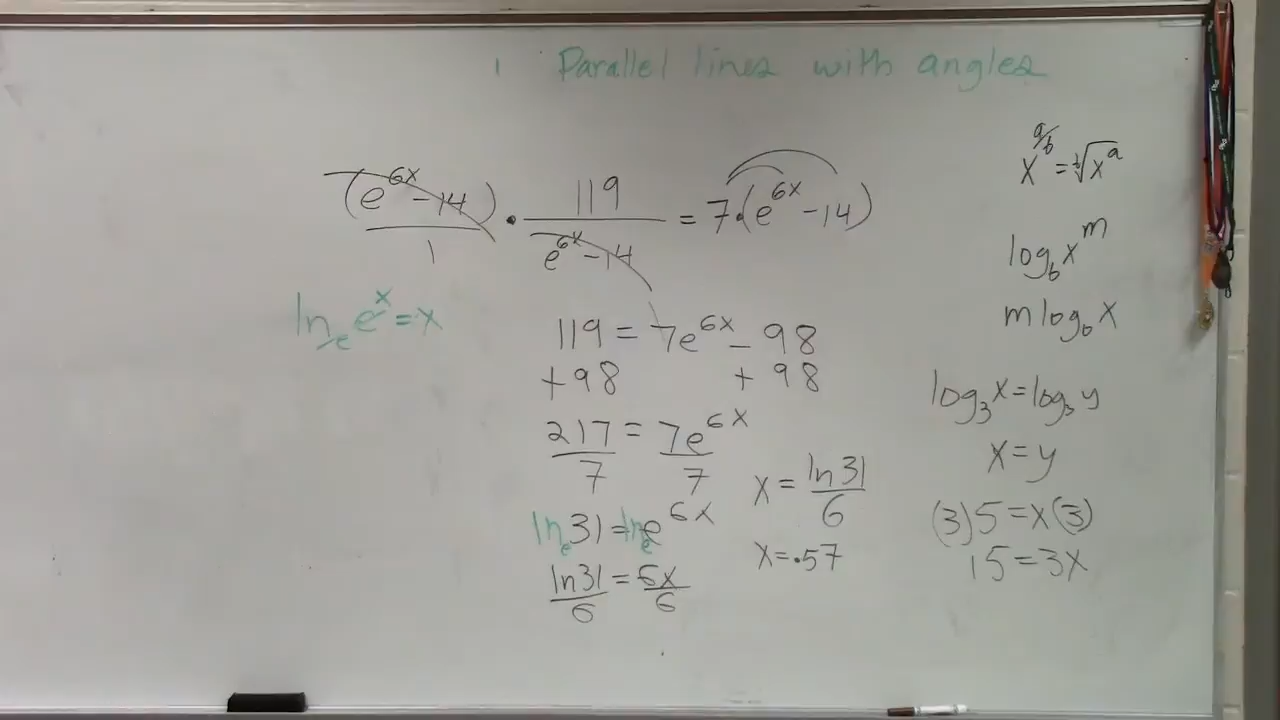 1 Parallel lines with angles
(e^{6x}-14)/1 · 119/(e^{6x}-14) = 7·(e^{6x}-14)
ln_e e^x = x
119 = 7e^{6x} - 98
+98 + 98
217/7 = 7e^{6x}/7
ln_e 31 = ln_e e^{6x}
ln31/6 = 6x/6
x = ln31/6
x = .57
x^{a/b} = \sqrt[b]{x^a}
log_b x^m
m log_b x
log_3 x = log_3 y
x = y
(3)5 = x(3)
15 = 3x